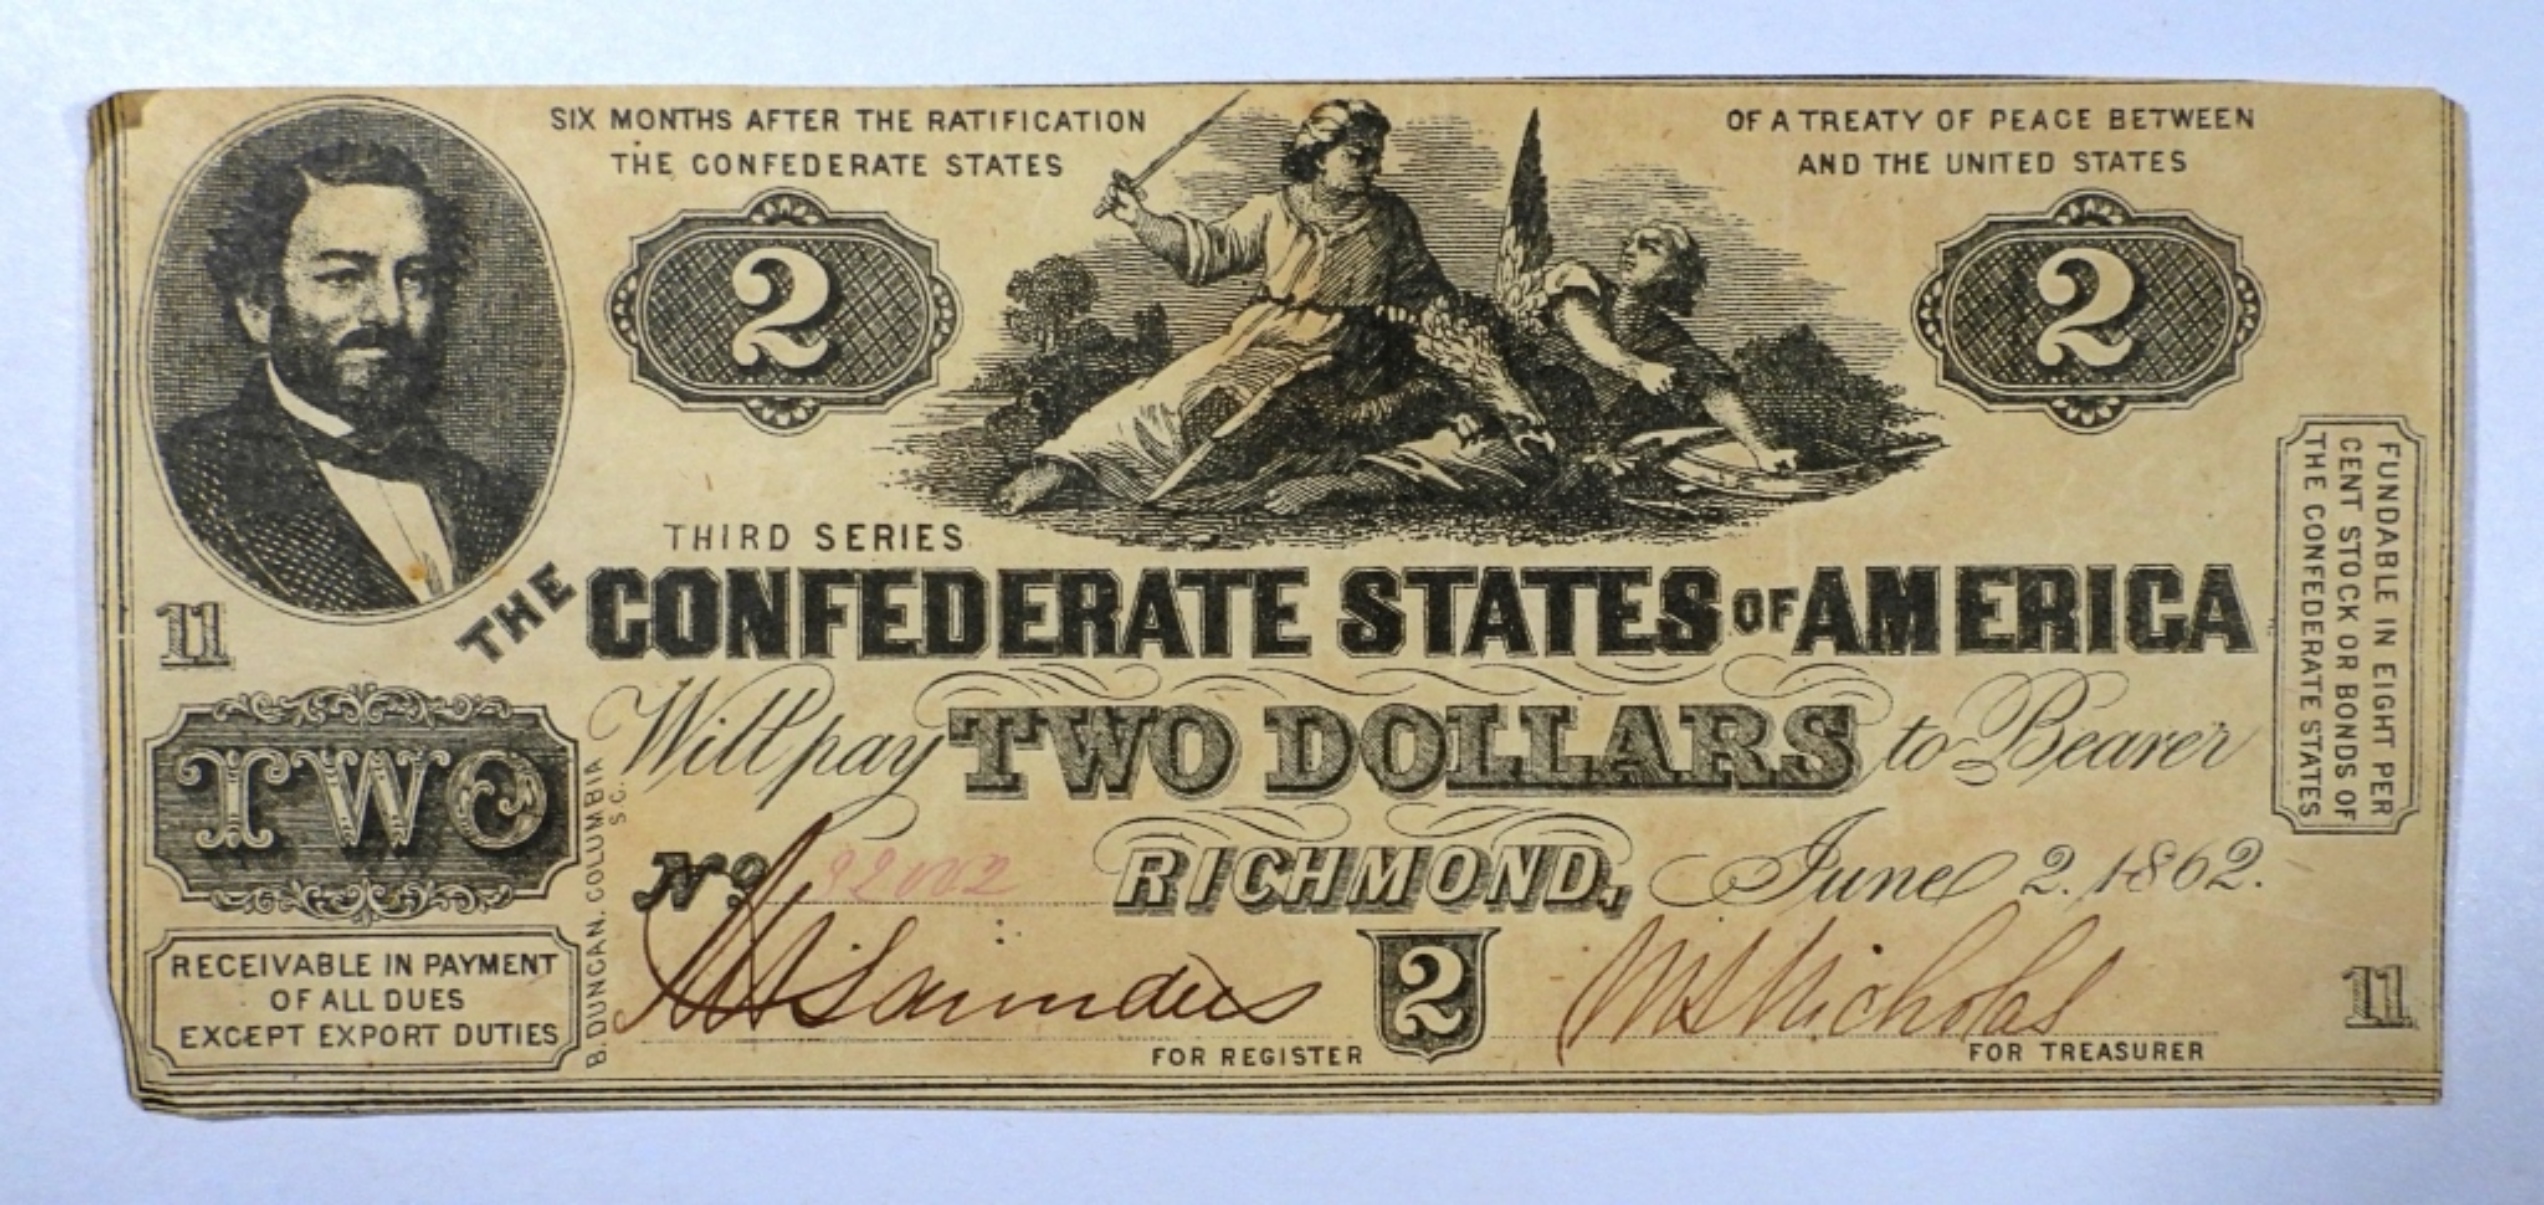 SIX MONTHS AFTER THE RATIFICATION
OF A TREATY OF PEACE BETWEEN
THE CONFEDERATE STATES
AND THE UNITED STATES
2
2
THIRD SERIES
THE CONFEDERATE STATES OF AMERICA
11
Will pay TWO DOLLARS to Bearer
TWO
No.
RICHMOND, June 2. 1862.
Saunders
2
Nichols
FOR REGISTER
FOR TREASURER
11
RECEIVABLE IN PAYMENT
OF ALL DUES
EXCEPT EXPORT DUTIES
B. DUNCAN, COLUMBIA
S.C.
FUNDABLE IN EIGHT PER
CENT STOCK OR BONDS OF
THE CONFEDERATE STATES